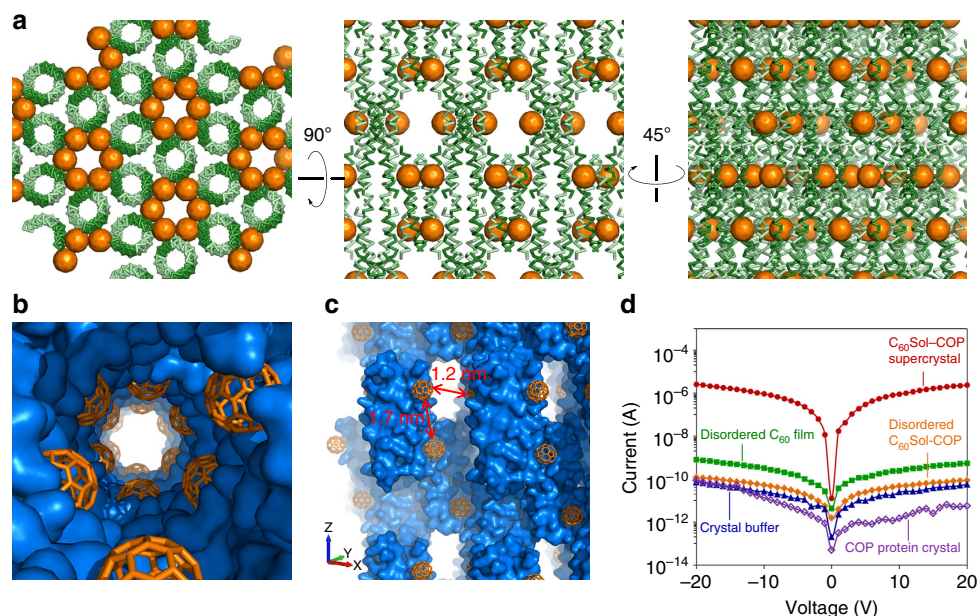 a
90°
45°
b
c
d
1.2 nm
1.7 nm
Z
Y
X
Current (A)
10⁻⁴
10⁻⁶
10⁻⁸
10⁻¹⁰
10⁻¹²
10⁻¹⁴
C₆₀Sol–COP
supercrystal
Disordered C₆₀ film
Disordered
C₆₀Sol-COP
Crystal buffer
COP protein crystal
−20
−10
0
10
20
Voltage (V)